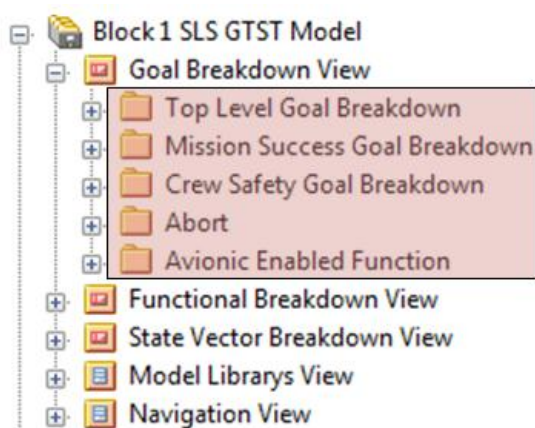 Block 1 SLS GTST Model
Goal Breakdown View
Top Level Goal Breakdown
Mission Success Goal Breakdown
Crew Safety Goal Breakdown
Abort
Avionic Enabled Function
Functional Breakdown View
State Vector Breakdown View
Model Librarys View
Navigation View